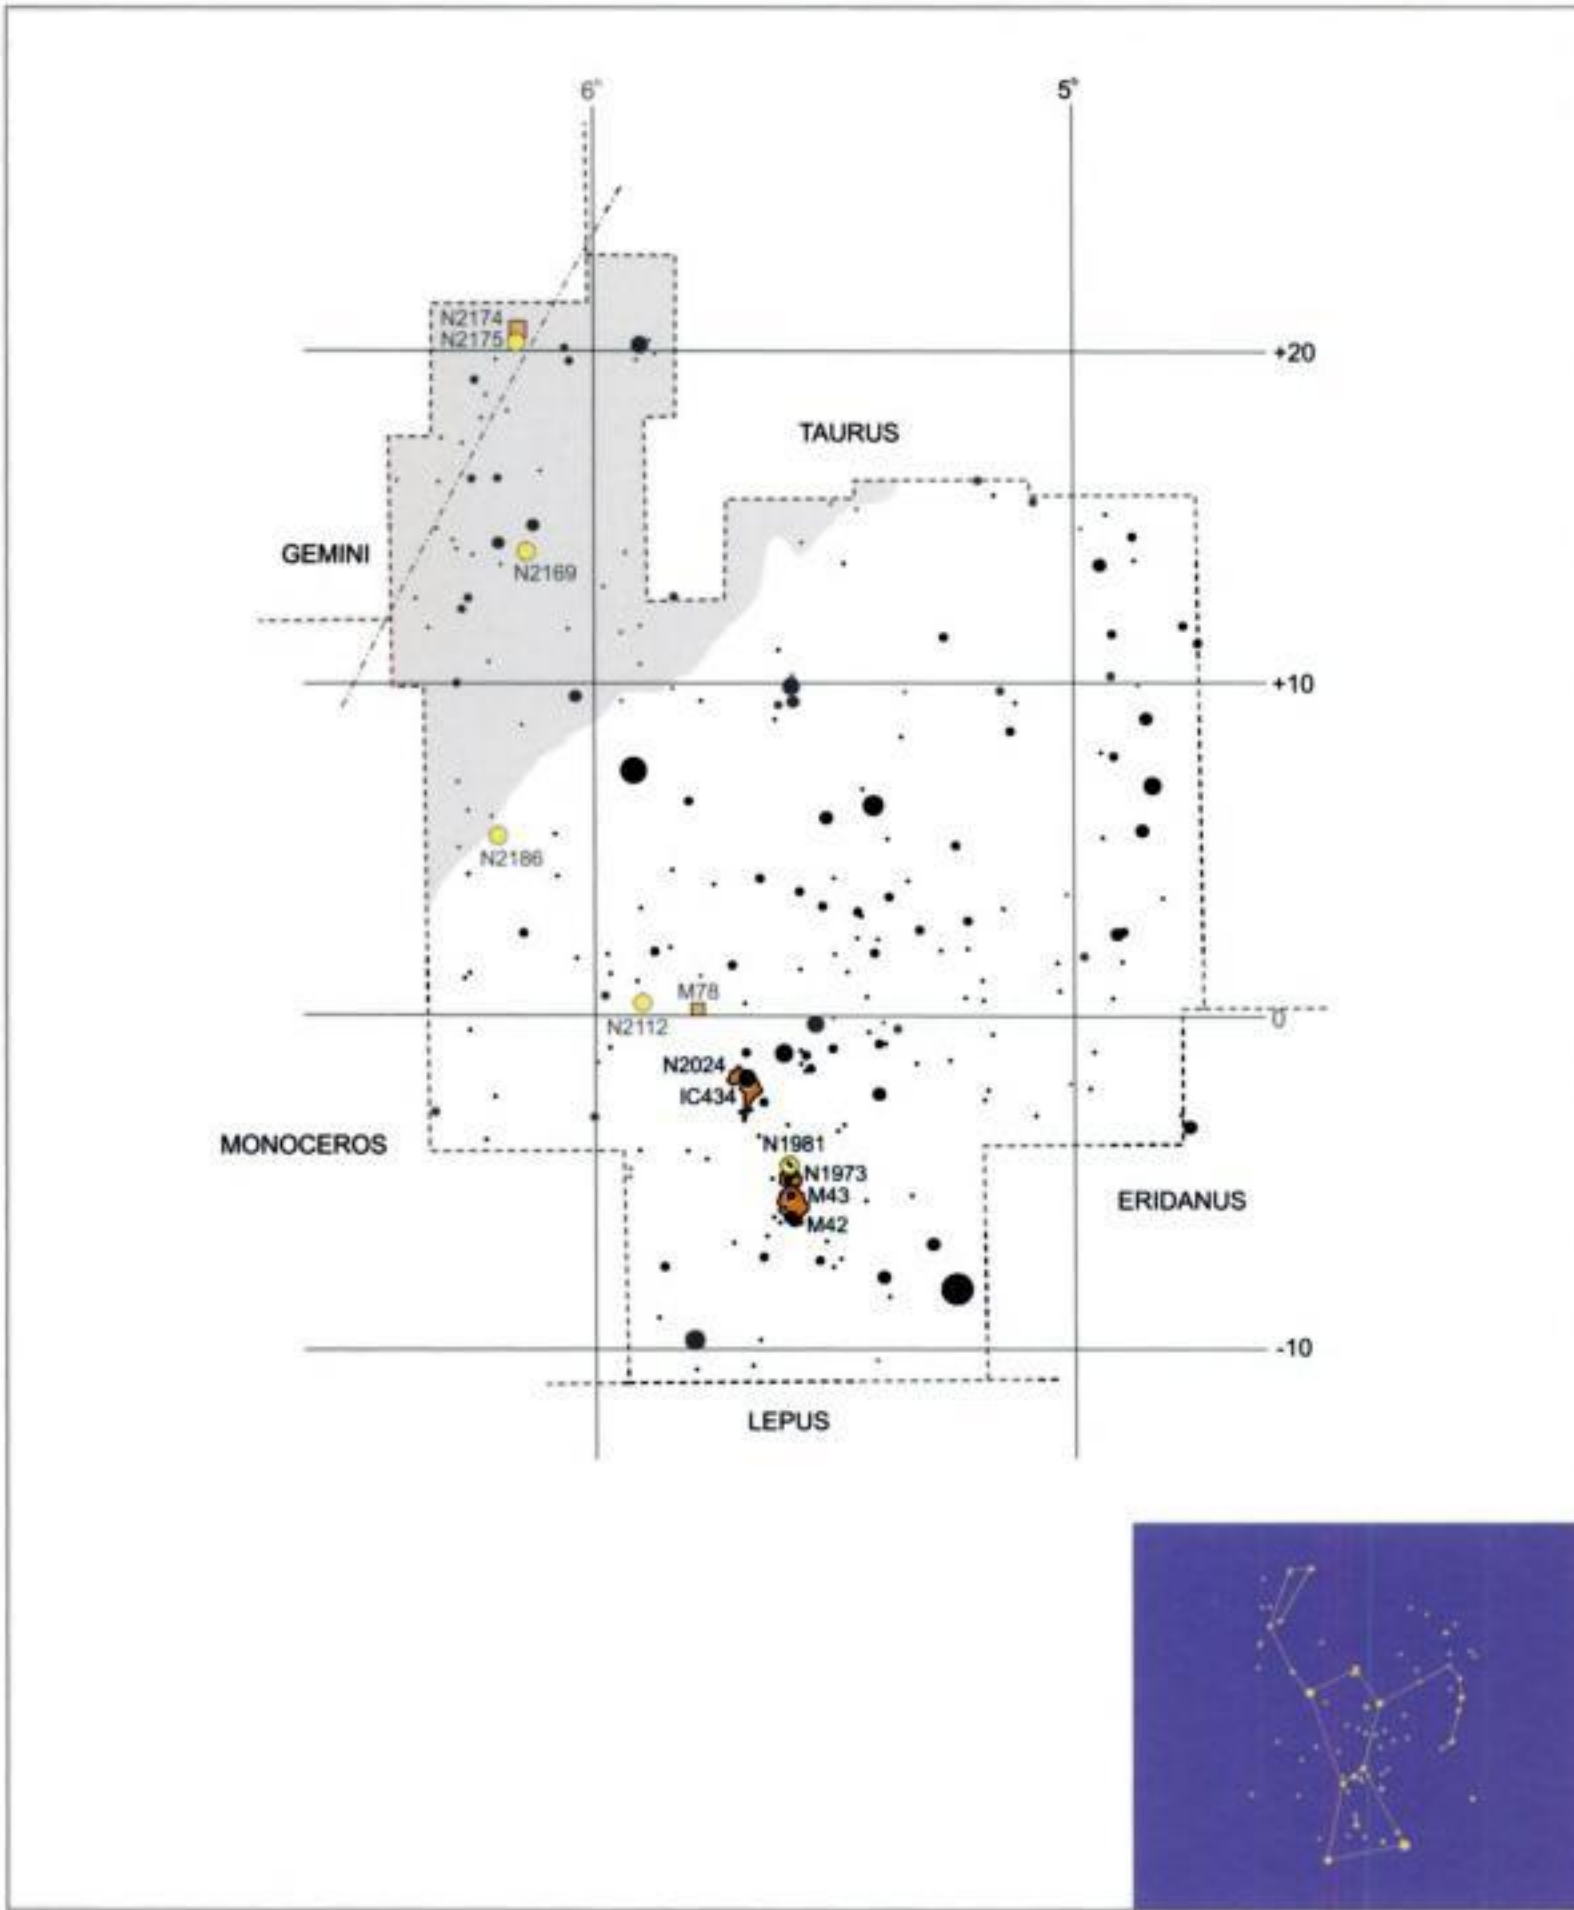 6h 5h
N2174
N2175
+20
TAURUS
GEMINI
N2169
+10
N2186
M78
N2112
0
N2024
IC434
MONOCEROS
N1981
N1973
M43
M42
ERIDANUS
-10
LEPUS